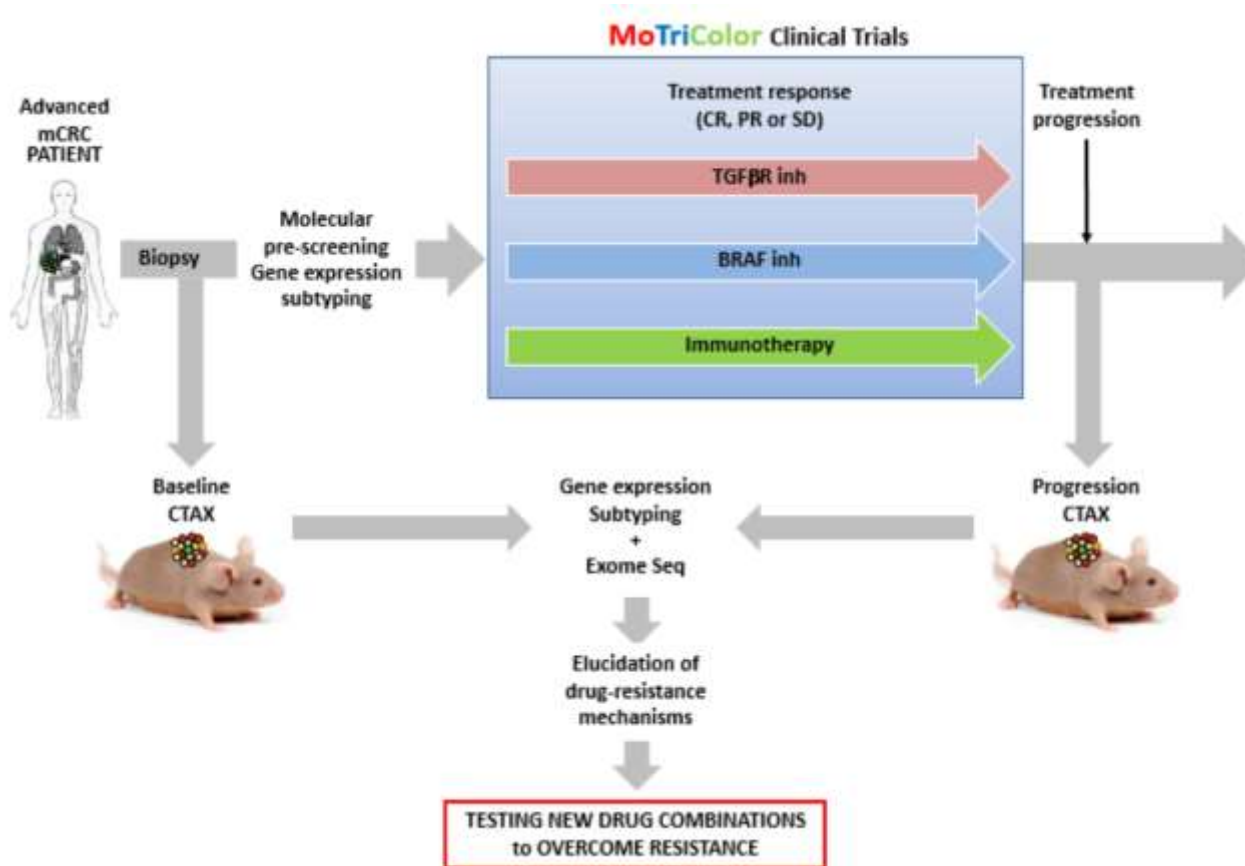 MoTriColor Clinical Trials
Advanced
mCRC
PATIENT
Biopsy
Molecular
pre-screening
Gene expression
subtyping
Treatment response
(CR, PR or SD)
TGFβR inh
BRAF inh
Immunotherapy
Treatment
progression
Baseline
CTAX
Gene expression
Subtyping
+
Exome Seq
Progression
CTAX
Elucidation of
drug-resistance
mechanisms
TESTING NEW DRUG COMBINATIONS
to OVERCOME RESISTANCE